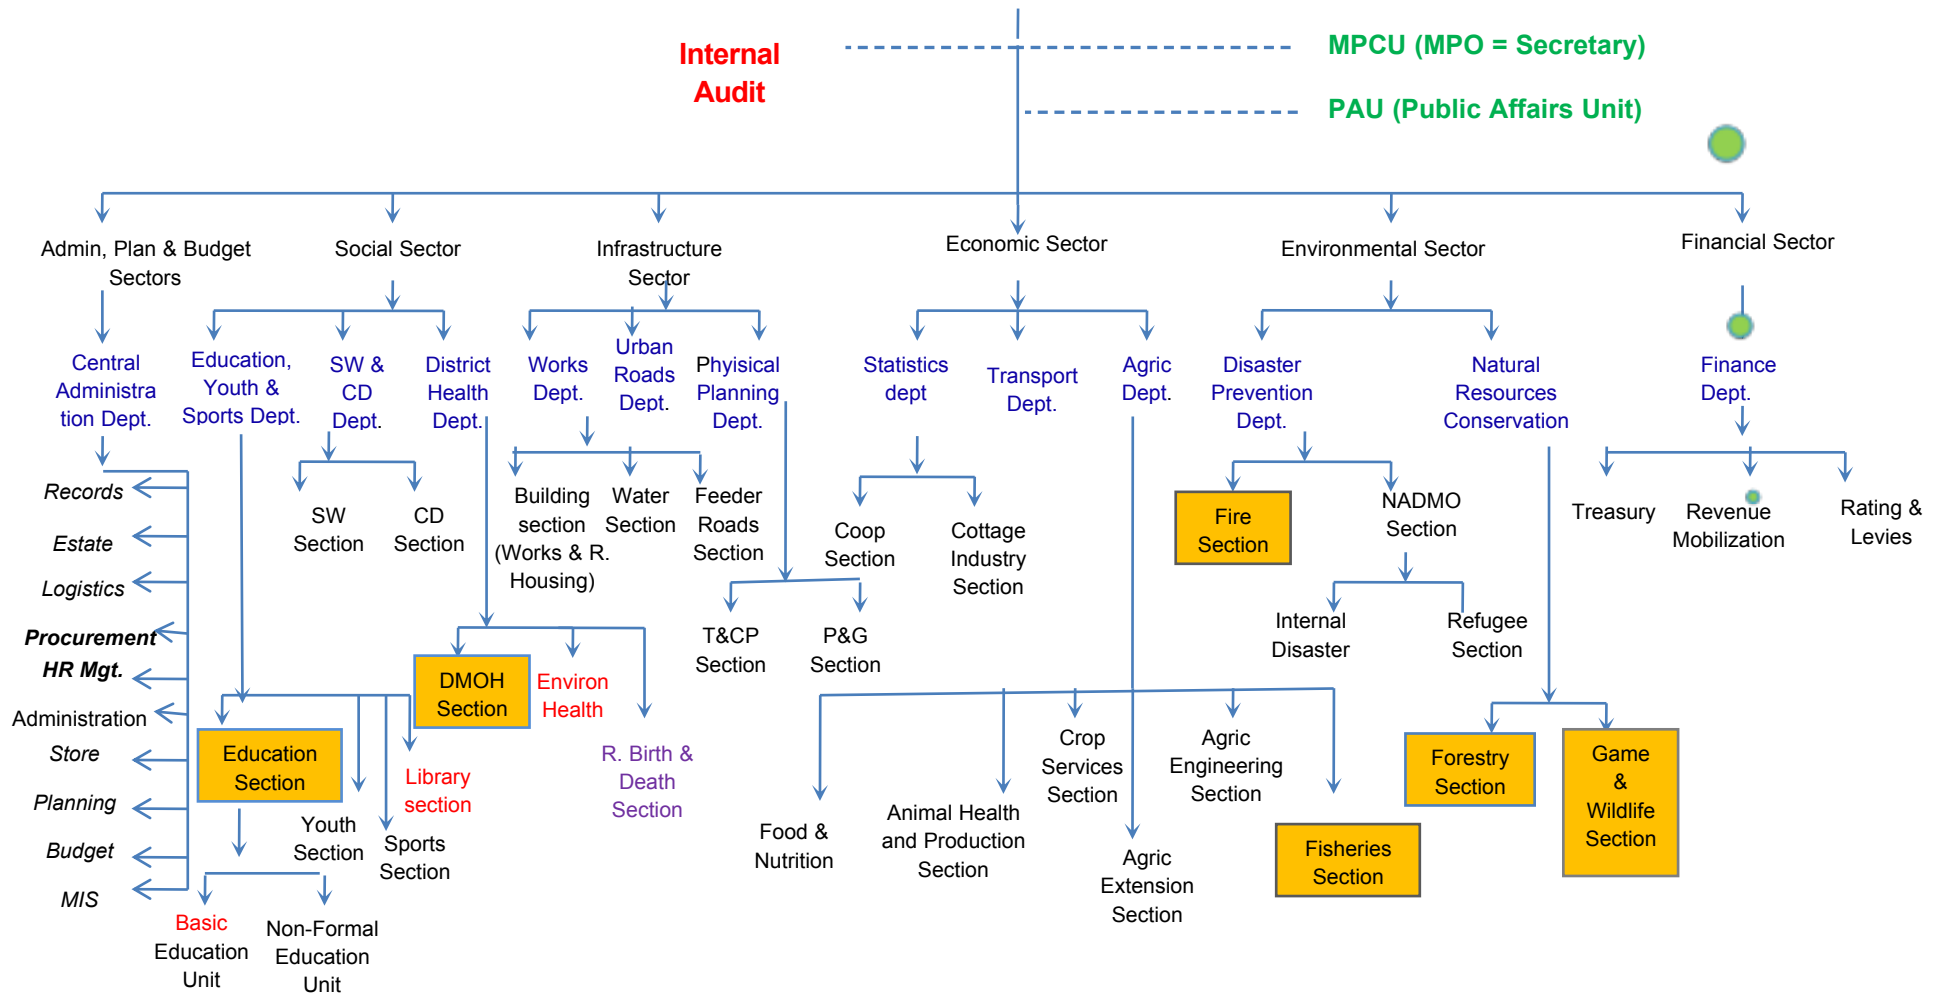 Internal
Audit
MPCU (MPO = Secretary)
PAU (Public Affairs Unit)
Admin, Plan & Budget
Sectors
Social Sector
Infrastructure
Sector
Economic Sector
Environmental Sector
Financial Sector
Central
Administra
tion Dept.
Education,
Youth &
Sports Dept.
SW &
CD
Dept.
District
Health
Dept.
Works
Dept.
Urban
Roads
Dept.
Phyisical
Planning
Dept.
Statistics
dept
Transport
Dept.
Agric
Dept.
Disaster
Prevention
Dept.
Natural
Resources
Conservation
Finance
Dept.
Records
Estate
Logistics
Procurement
HR Mgt.
Administration
Store
Planning
Budget
MIS
SW
Section
CD
Section
Building
section
(Works & R.
Housing)
Water
Section
Feeder
Roads
Section
Coop
Section
Cottage
Industry
Section
Fire
Section
NADMO
Section
Treasury
Revenue
Mobilization
Rating &
Levies
Internal
Disaster
Refugee
Section
T&CP
Section
P&G
Section
DMOH
Section
Environ
Health
R. Birth &
Death
Section
Education
Section
Youth
Section
Sports
Section
Library
section
Basic
Education
Unit
Non-Formal
Education
Unit
Food &
Nutrition
Animal Health
and Production
Section
Crop
Services
Section
Agric
Extension
Section
Agric
Engineering
Section
Fisheries
Section
Forestry
Section
Game
&
Wildlife
Section